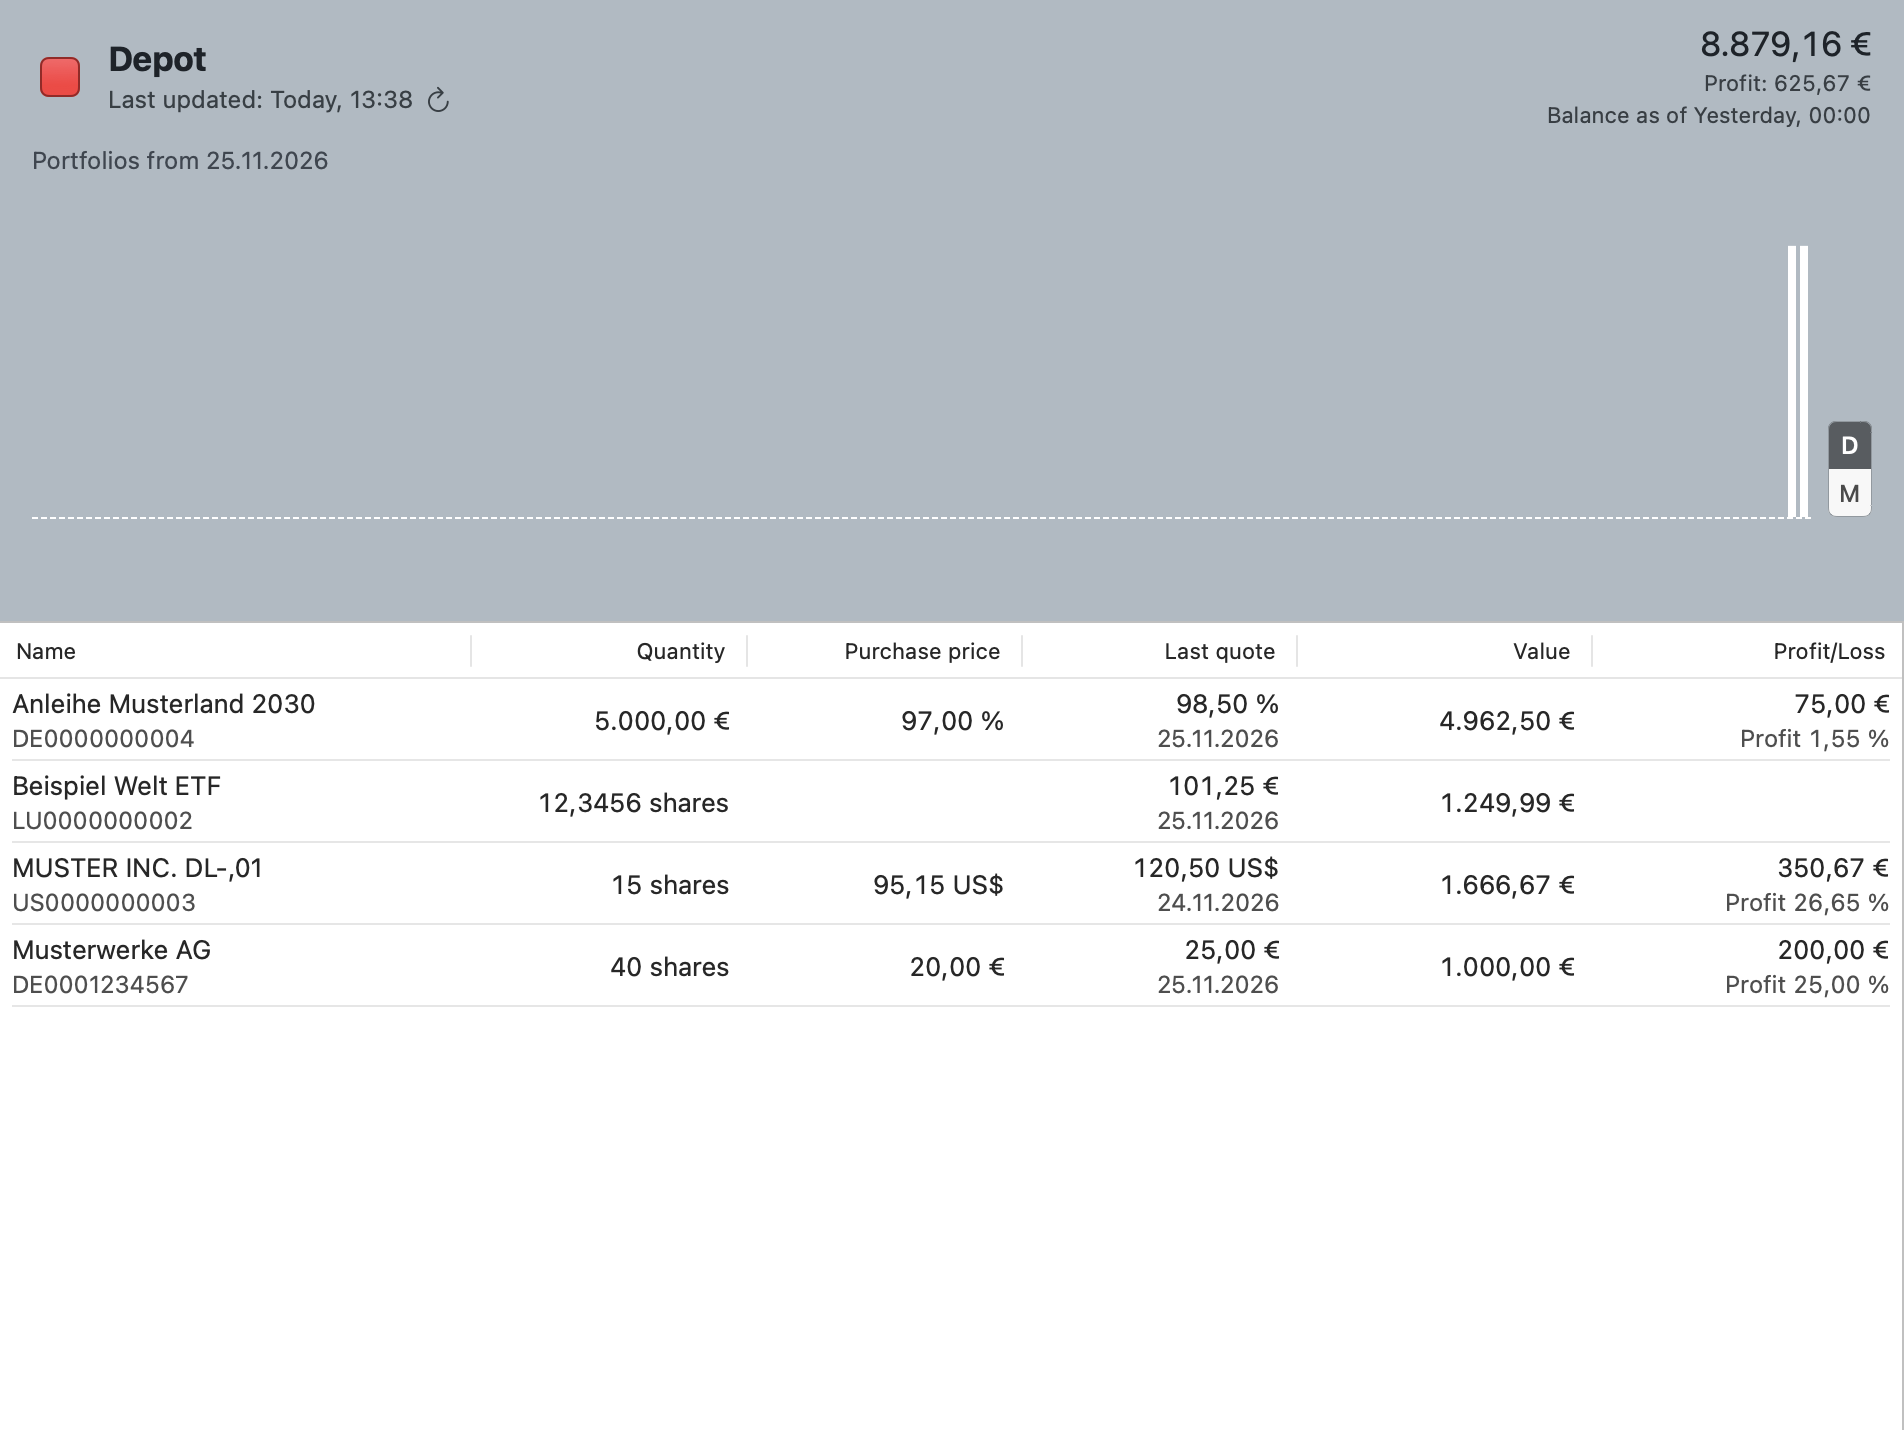 Depot
Last updated: Today, 13:38
8.879,16 €
Profit: 625,67 €
Balance as of Yesterday, 00:00
Portfolios from 25.11.2026
D
M
Name Quantity Purchase price Last quote Value Profit/Loss
Anleihe Musterland 2030 5.000,00 € 97,00 % 98,50 % 4.962,50 € 75,00 €
DE0000000004 25.11.2026 Profit 1,55 %
Beispiel Welt ETF 12,3456 shares 101,25 € 1.249,99 €
LU0000000002 25.11.2026
MUSTER INC. DL-,01 15 shares 95,15 US$ 120,50 US$ 1.666,67 € 350,67 €
US0000000003 24.11.2026 Profit 26,65 %
Musterwerke AG 40 shares 20,00 € 25,00 € 1.000,00 € 200,00 €
DE0001234567 25.11.2026 Profit 25,00 %